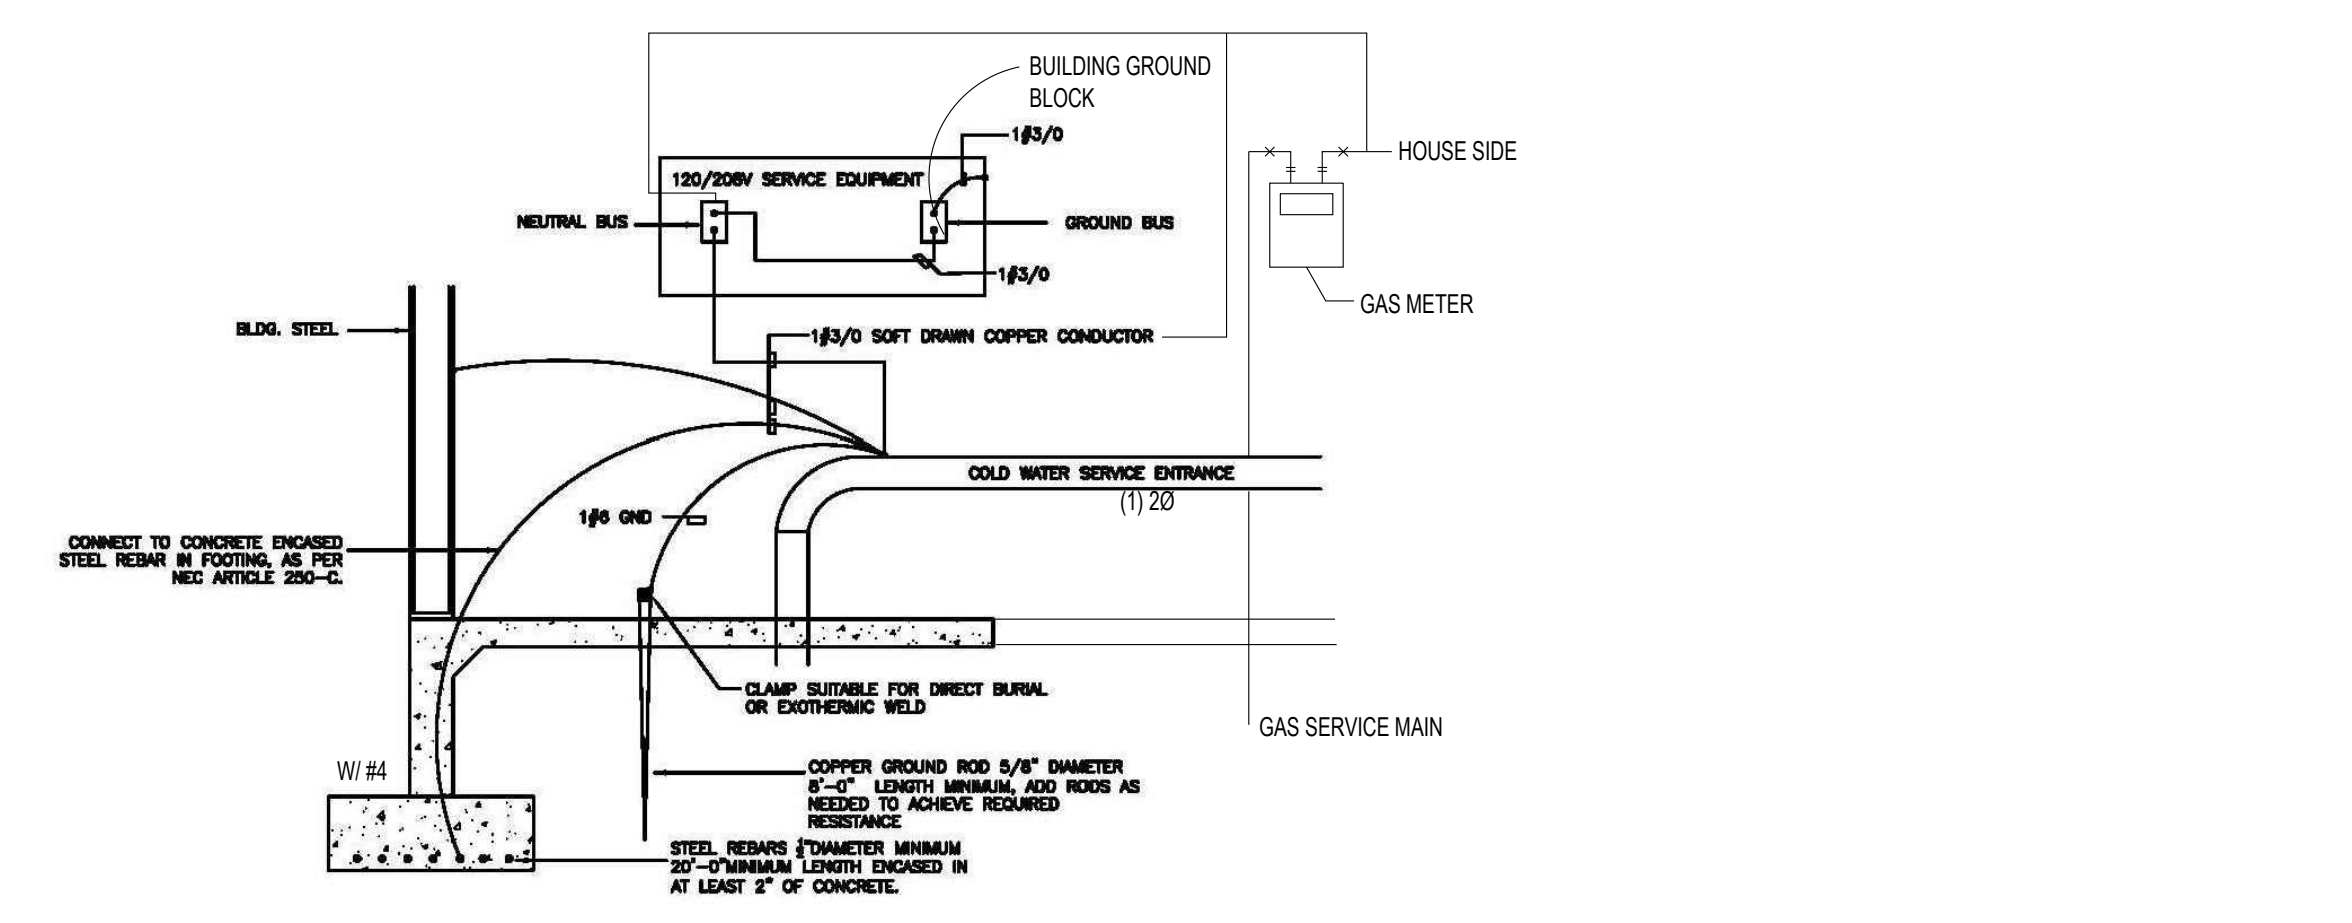 BUILDING GROUND
BLOCK
1#3/0
HOUSE SIDE
120/208V SERVICE EQUIPMENT
NEUTRAL BUS
GROUND BUS
1#3/0
GAS METER
BLDG. STEEL
1#3/0 SOFT DRAWN COPPER CONDUCTOR
COLD WATER SERVICE ENTRANCE
(1) 2Ø
1#6 GND
CONNECT TO CONCRETE ENCASED
STEEL REBAR IN FOOTING, AS PER
NEC ARTICLE 250-C.
CLAMP SUITABLE FOR DIRECT BURIAL
OR EXOTHERMIC WELD
GAS SERVICE MAIN
W/ #4
COPPER GROUND ROD 5/8" DIAMETER
8'-0" LENGTH MINIMUM, ADD RODS AS
NEEDED TO ACHIEVE REQUIRED
RESISTANCE
STEEL REBARS ½"DIAMETER MINIMUM
20'-0"MINIMUM LENGTH ENCASED IN
AT LEAST 2" OF CONCRETE.